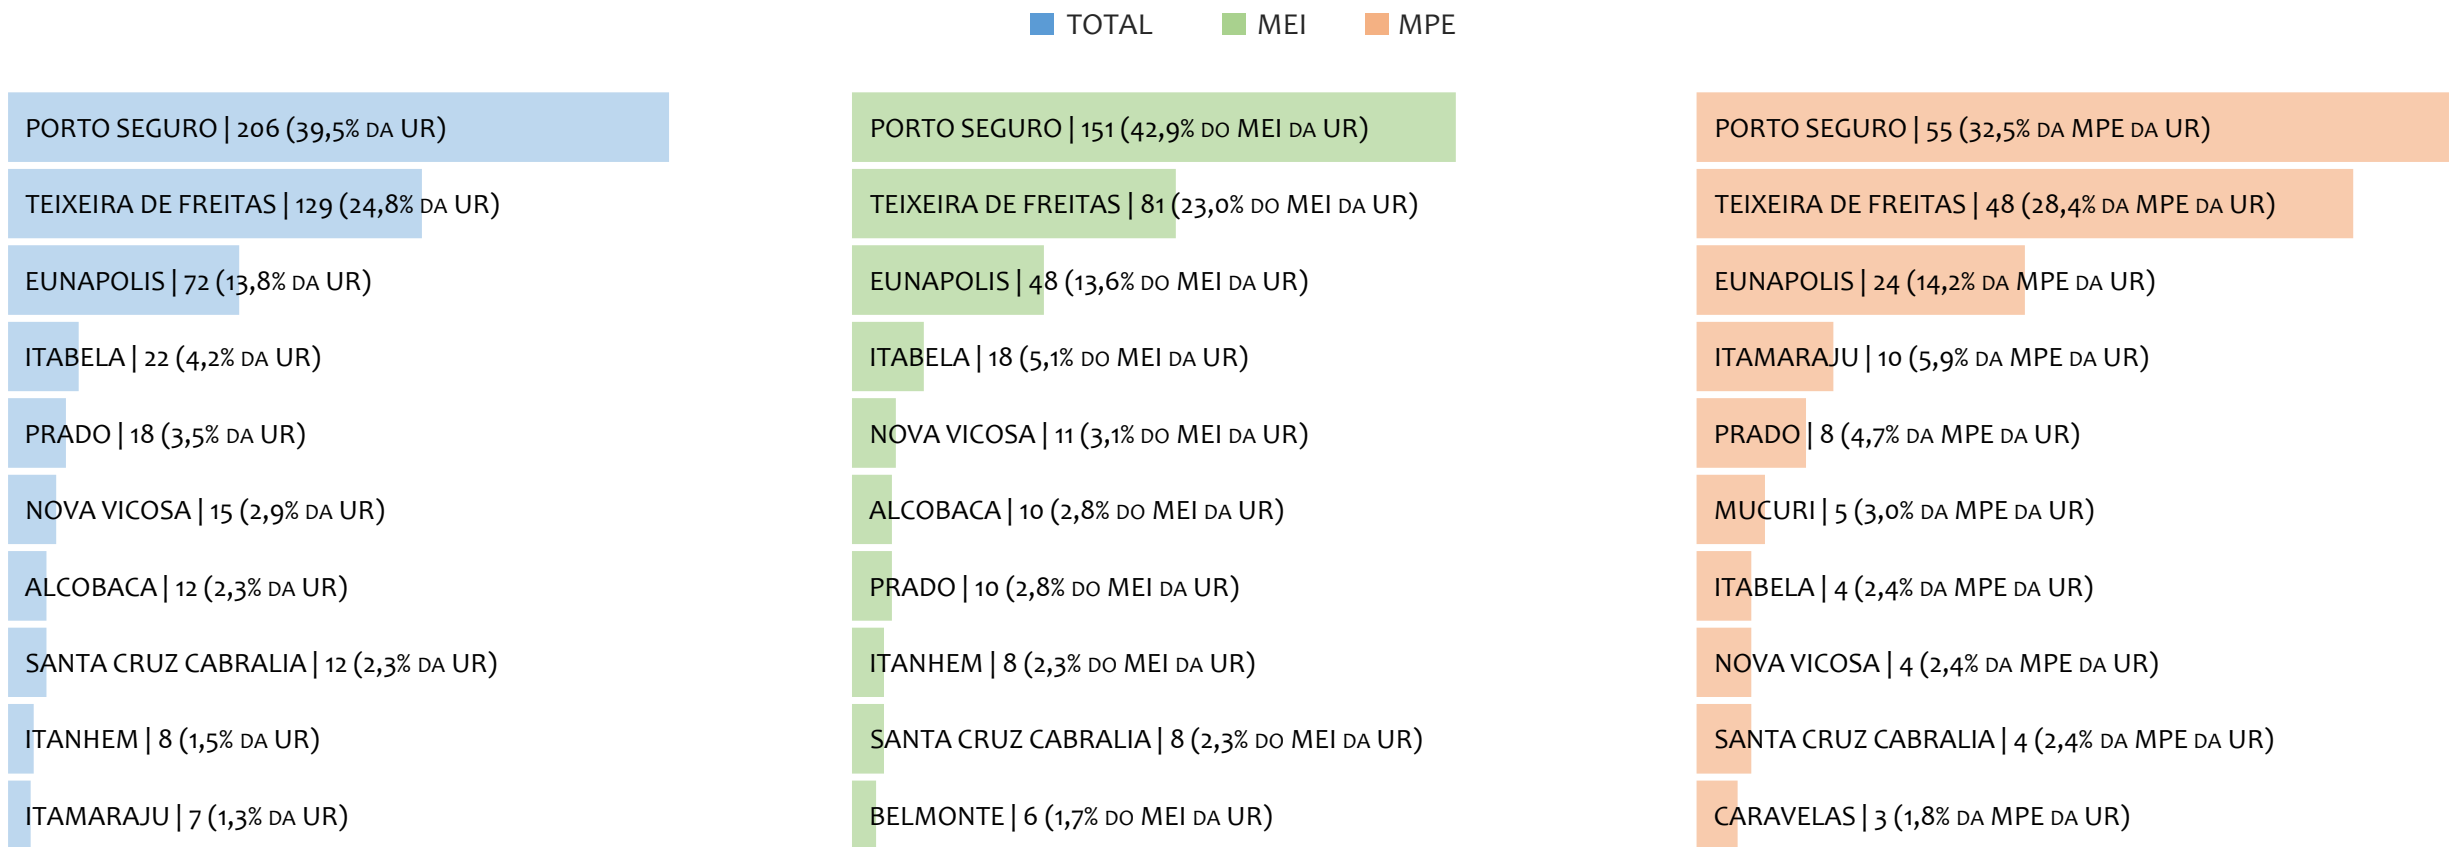 TOTAL MEI MPE
PORTO SEGURO | 206 (39,5% DA UR)
TEIXEIRA DE FREITAS | 129 (24,8% DA UR)
EUNAPOLIS | 72 (13,8% DA UR)
ITABELA | 22 (4,2% DA UR)
PRADO | 18 (3,5% DA UR)
NOVA VICOSA | 15 (2,9% DA UR)
ALCOBACA | 12 (2,3% DA UR)
SANTA CRUZ CABRALIA | 12 (2,3% DA UR)
ITANHEM | 8 (1,5% DA UR)
ITAMARAJU | 7 (1,3% DA UR)
PORTO SEGURO | 151 (42,9% DO MEI DA UR)
TEIXEIRA DE FREITAS | 81 (23,0% DO MEI DA UR)
EUNAPOLIS | 48 (13,6% DO MEI DA UR)
ITABELA | 18 (5,1% DO MEI DA UR)
NOVA VICOSA | 11 (3,1% DO MEI DA UR)
ALCOBACA | 10 (2,8% DO MEI DA UR)
PRADO | 10 (2,8% DO MEI DA UR)
ITANHEM | 8 (2,3% DO MEI DA UR)
SANTA CRUZ CABRALIA | 8 (2,3% DO MEI DA UR)
BELMONTE | 6 (1,7% DO MEI DA UR)
PORTO SEGURO | 55 (32,5% DA MPE DA UR)
TEIXEIRA DE FREITAS | 48 (28,4% DA MPE DA UR)
EUNAPOLIS | 24 (14,2% DA MPE DA UR)
ITAMARAJU | 10 (5,9% DA MPE DA UR)
PRADO | 8 (4,7% DA MPE DA UR)
MUCURI | 5 (3,0% DA MPE DA UR)
ITABELA | 4 (2,4% DA MPE DA UR)
NOVA VICOSA | 4 (2,4% DA MPE DA UR)
SANTA CRUZ CABRALIA | 4 (2,4% DA MPE DA UR)
CARAVELAS | 3 (1,8% DA MPE DA UR)